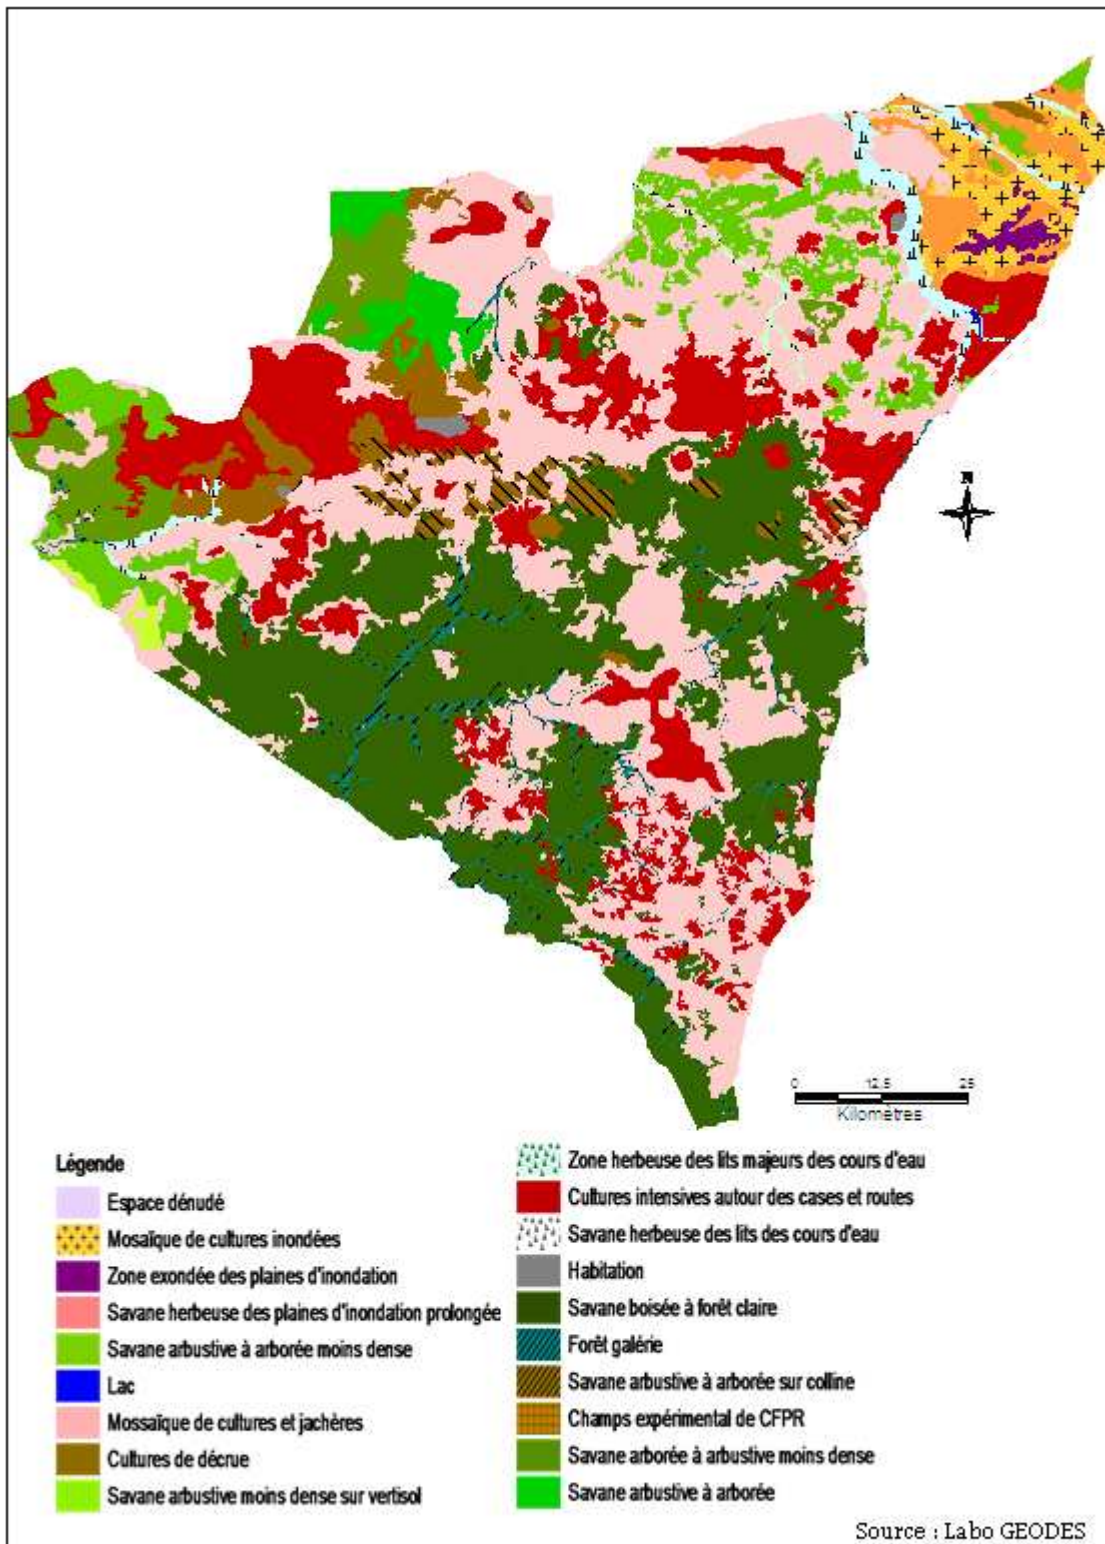 N
0 12,5 25
Kilomètres
Légende
Espace dénudé
Mosaïque de cultures inondées
Zone exondée des plaines d'inondation
Savane herbeuse des plaines d'inondation prolongée
Savane arbustive à arborée moins dense
Lac
Mossaïque de cultures et jachères
Cultures de décrue
Savane arbustive moins dense sur vertisol
Zone herbeuse des lits majeurs des cours d'eau
Cultures intensives autour des cases et routes
Savane herbeuse des lits des cours d'eau
Habitation
Savane boisée à forêt claire
Forêt galérie
Savane arbustive à arborée sur colline
Champs expérimental de CFPR
Savane arborée à arbustive moins dense
Savane arbustive à arborée
Source : Labo GEODES